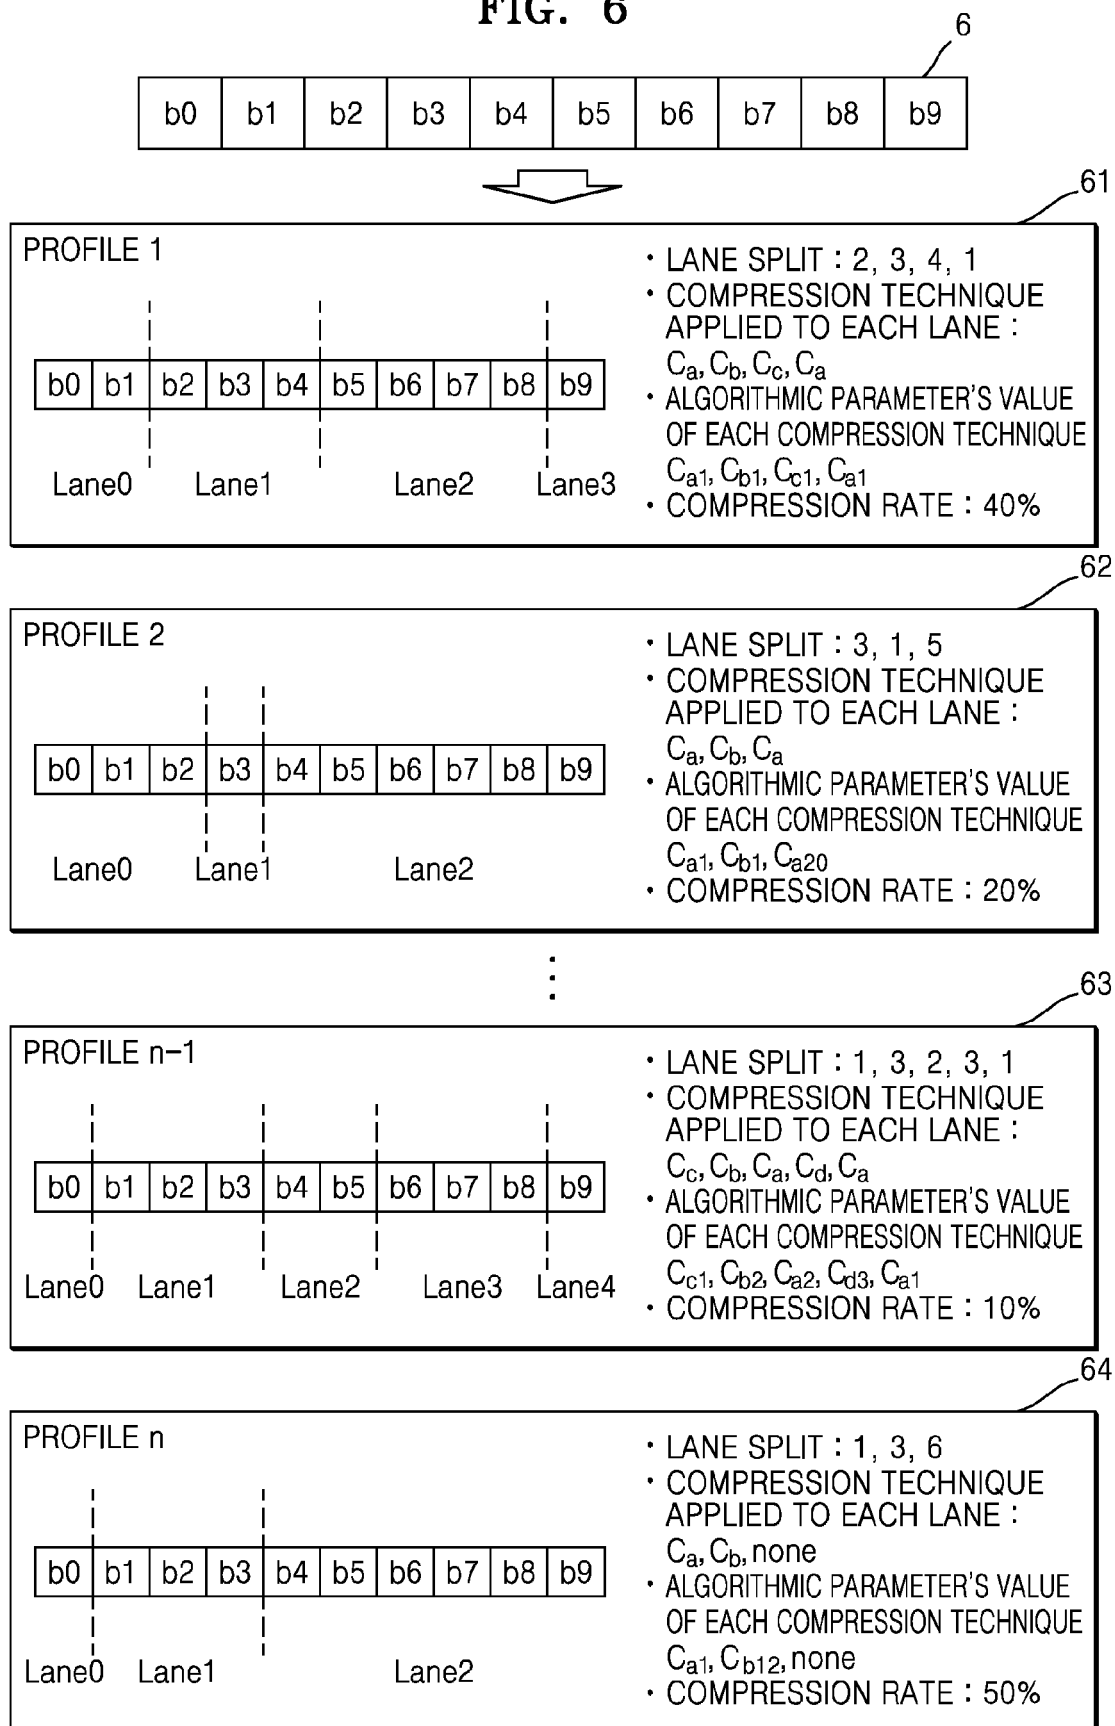 FIG. 6
6
b0 b1 b2 b3 b4 b5 b6 b7 b8 b9
61
PROFILE 1
b0 b1 b2 b3 b4 b5 b6 b7 b8 b9
Lane0 Lane1 Lane2 Lane3
· LANE SPLIT : 2, 3, 4, 1
· COMPRESSION TECHNIQUE
APPLIED TO EACH LANE :
Ca, Cb, Cc, Ca
· ALGORITHMIC PARAMETER'S VALUE
OF EACH COMPRESSION TECHNIQUE
Ca1, Cb1, Cc1, Ca1
· COMPRESSION RATE : 40%
62
PROFILE 2
b0 b1 b2 b3 b4 b5 b6 b7 b8 b9
Lane0 Lane1 Lane2
· LANE SPLIT : 3, 1, 5
· COMPRESSION TECHNIQUE
APPLIED TO EACH LANE :
Ca, Cb, Ca
· ALGORITHMIC PARAMETER'S VALUE
OF EACH COMPRESSION TECHNIQUE
Ca1, Cb1, Ca20
· COMPRESSION RATE : 20%
63
PROFILE n-1
b0 b1 b2 b3 b4 b5 b6 b7 b8 b9
Lane0 Lane1 Lane2 Lane3 Lane4
· LANE SPLIT : 1, 3, 2, 3, 1
· COMPRESSION TECHNIQUE
APPLIED TO EACH LANE :
Cc, Cb, Ca, Cd, Ca
· ALGORITHMIC PARAMETER'S VALUE
OF EACH COMPRESSION TECHNIQUE
Cc1, Cb2, Ca2, Cd3, Ca1
· COMPRESSION RATE : 10%
64
PROFILE n
b0 b1 b2 b3 b4 b5 b6 b7 b8 b9
Lane0 Lane1 Lane2
· LANE SPLIT : 1, 3, 6
· COMPRESSION TECHNIQUE
APPLIED TO EACH LANE :
Ca, Cb, none
· ALGORITHMIC PARAMETER'S VALUE
OF EACH COMPRESSION TECHNIQUE
Ca1, Cb12, none
· COMPRESSION RATE : 50%